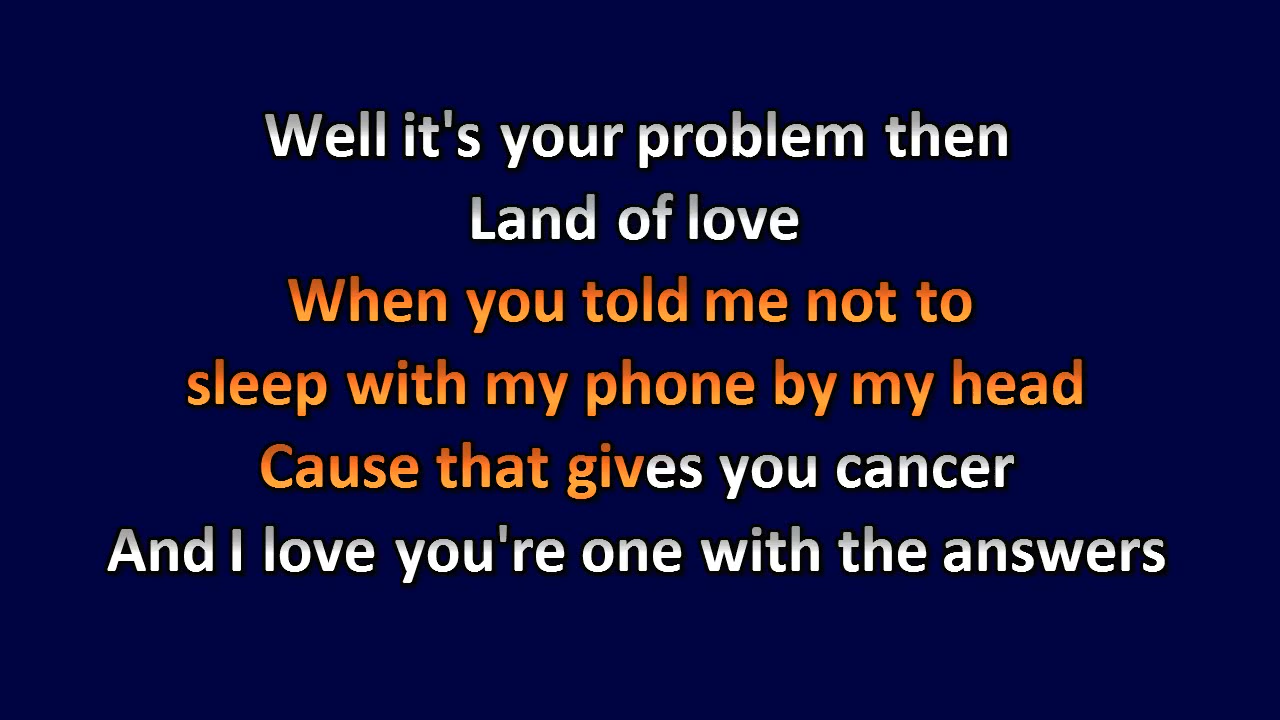 Well it's your problem then
Land of love
When you told me not to
sleep with my phone by my head
Cause that gives you cancer
And I love you're one with the answers